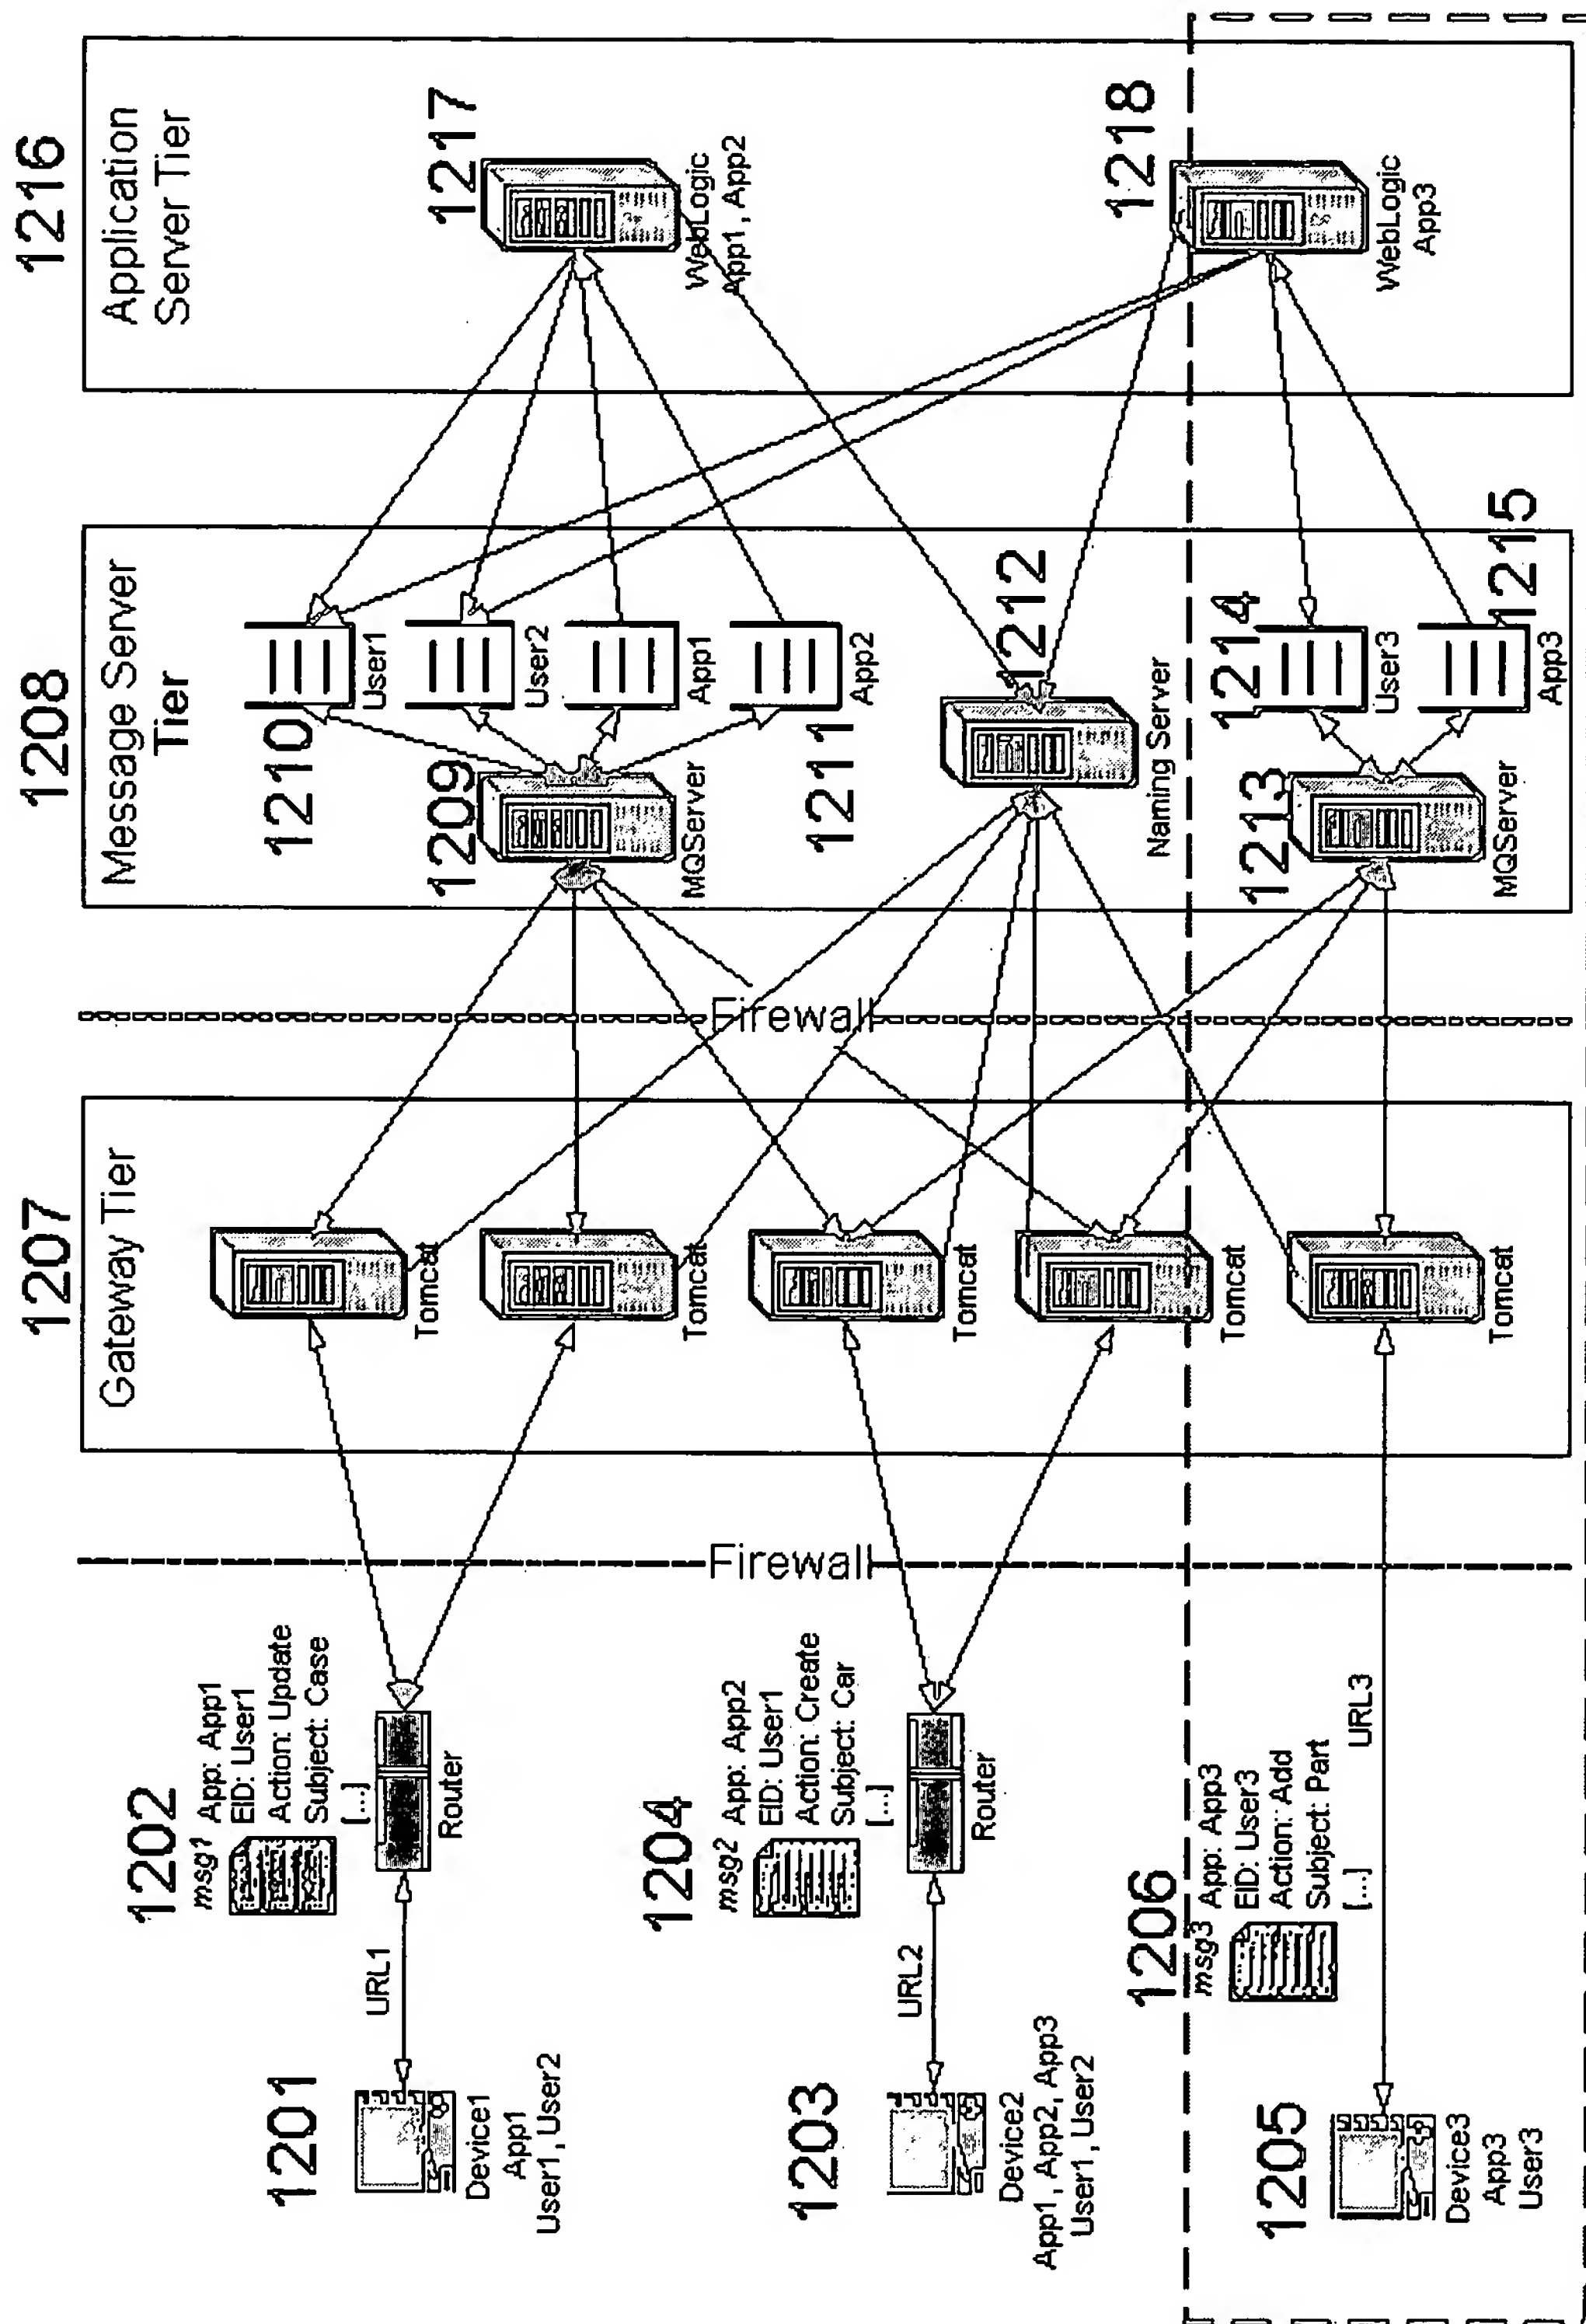 1216
Application
Server Tier
1217
WebLogic
App1, App2
1218
WebLogic
App3
1208
Message Server
Tier
1210
User1
User2
App1
App2
1211
1209
MQServer
1212
Naming Server
1214
User3
1215
App3
1213
MQServer
Firewall
1207
Gateway Tier
Tomcat
Tomcat
Tomcat
Tomcat
Tomcat
Firewall
1202
msg1
App: App1
EID: User1
Action: Update
Subject: Case
[...]
Router
1204
msg2
App: App2
EID: User1
Action: Create
Subject: Car
[...]
Router
1206
msg3
App: App3
EID: User3
Action: Add
Subject: Part
[...]
URL1
URL2
URL3
1201
Device1
App1
User1, User2
1203
Device2
App1, App2, App3
User1, User2
1205
Device3
App3
User3